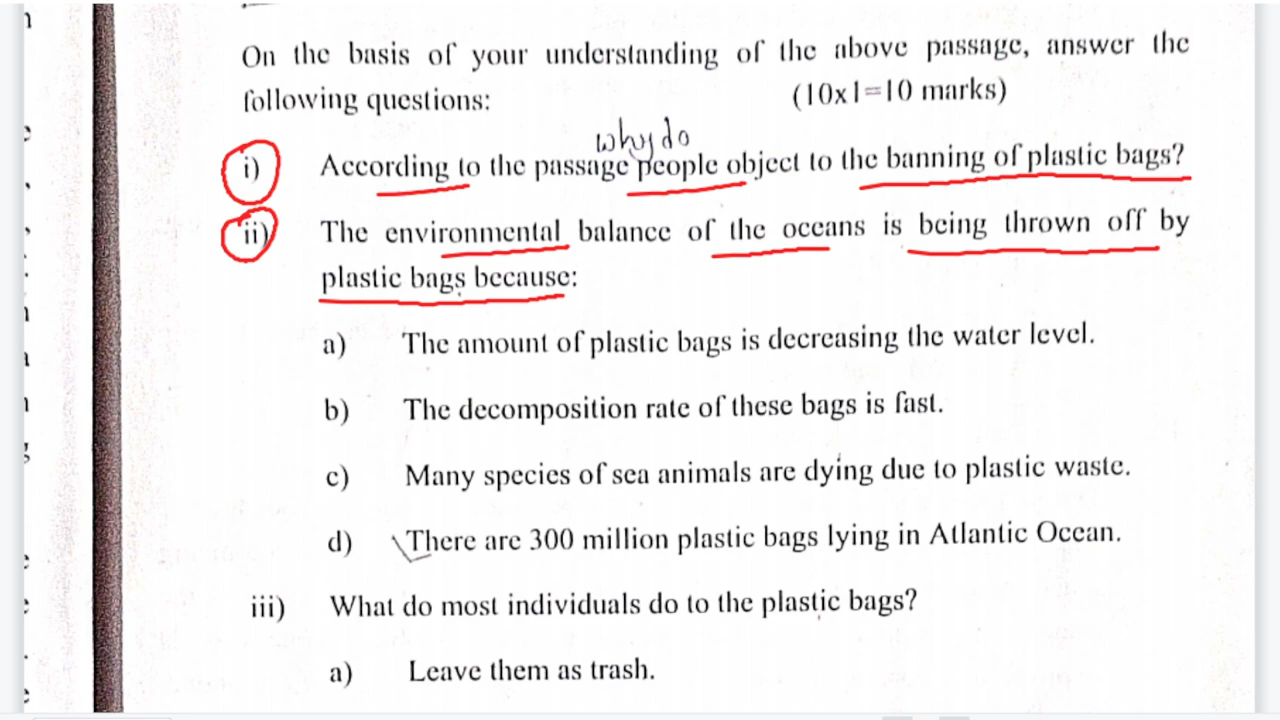 On the basis of your understanding of the above passage, answer the
following questions: (10x1=10 marks)
why do
i) According to the passage people object to the banning of plastic bags?
ii) The environmental balance of the oceans is being thrown off by
plastic bags because:
a) The amount of plastic bags is decreasing the water level.
b) The decomposition rate of these bags is fast.
c) Many species of sea animals are dying due to plastic waste.
d) There are 300 million plastic bags lying in Atlantic Ocean.
iii) What do most individuals do to the plastic bags?
a) Leave them as trash.